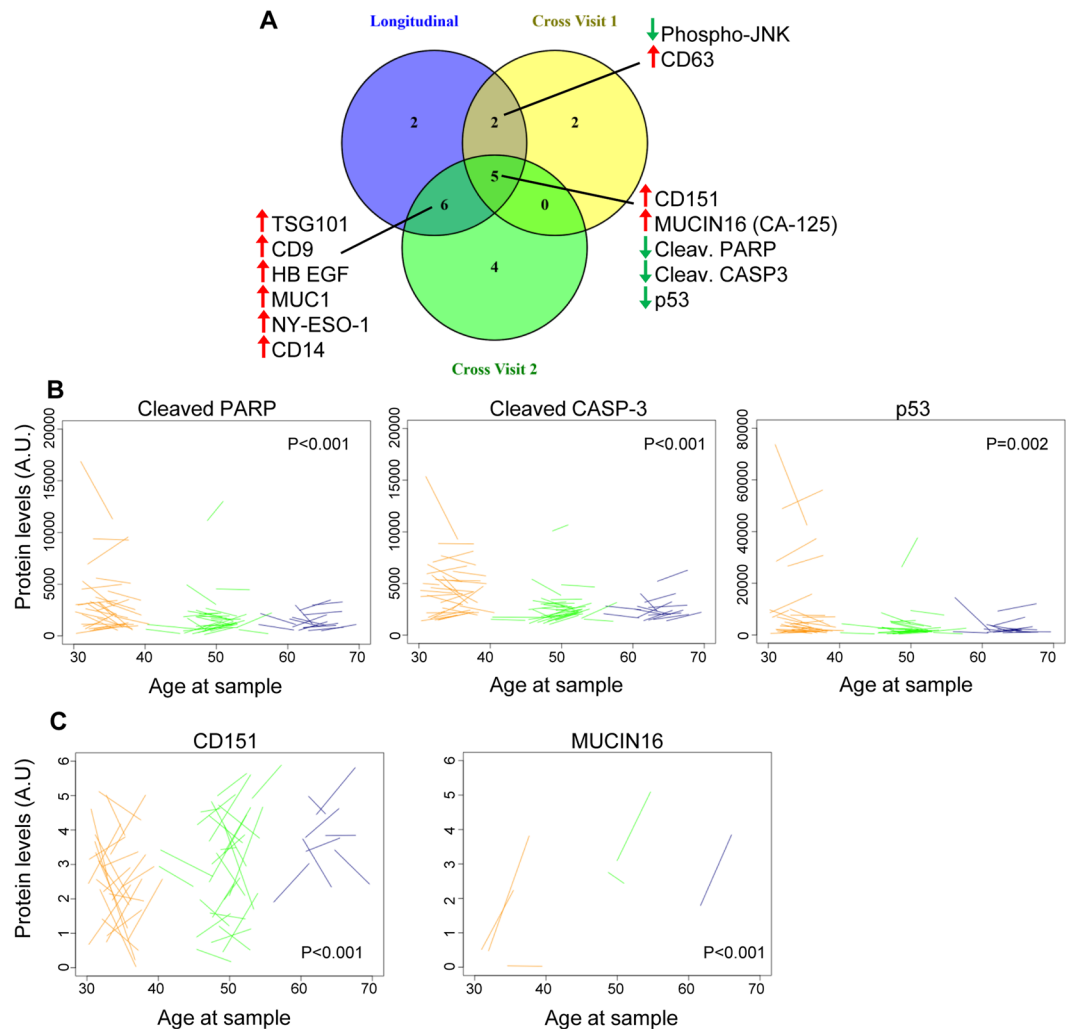 A
Longitudinal
Cross Visit 1
Phospho-JNK
CD63
2
2
2
5
6
0
4
CD151
MUCIN16 (CA-125)
Cleav. PARP
Cleav. CASP3
p53
TSG101
CD9
HB EGF
MUC1
NY-ESO-1
CD14
Cross Visit 2
B
Cleaved PARP
Protein levels (A.U.)
20000
15000
10000
5000
0
P<0.001
30 40 50 60 70
Age at sample
Cleaved CASP-3
20000
15000
10000
5000
0
P<0.001
30 40 50 60 70
Age at sample
p53
80000
60000
40000
20000
0
P=0.002
30 40 50 60 70
Age at sample
C
CD151
Protein levels (A.U)
6
5
4
3
2
1
0
P<0.001
30 40 50 60 70
Age at sample
MUCIN16
6
5
4
3
2
1
0
P<0.001
30 40 50 60 70
Age at sample